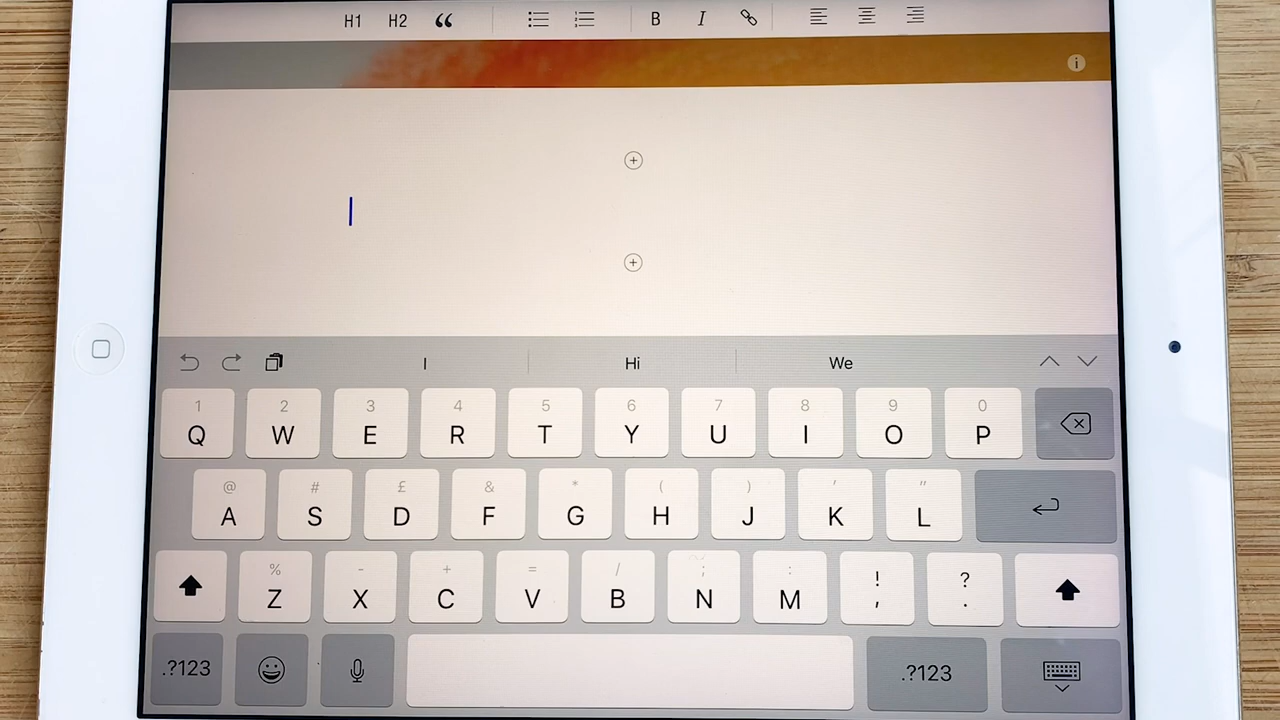 H1 H2 “ B I
i
I Hi We
1 2 3 4 5 6 7 8 9 0
Q W E R T Y U I O P
@ # £ & * ( ) ' "
A S D F G H J K L
% - + = / ; : ! ?
Z X C V B N M , .
.?123 .?123